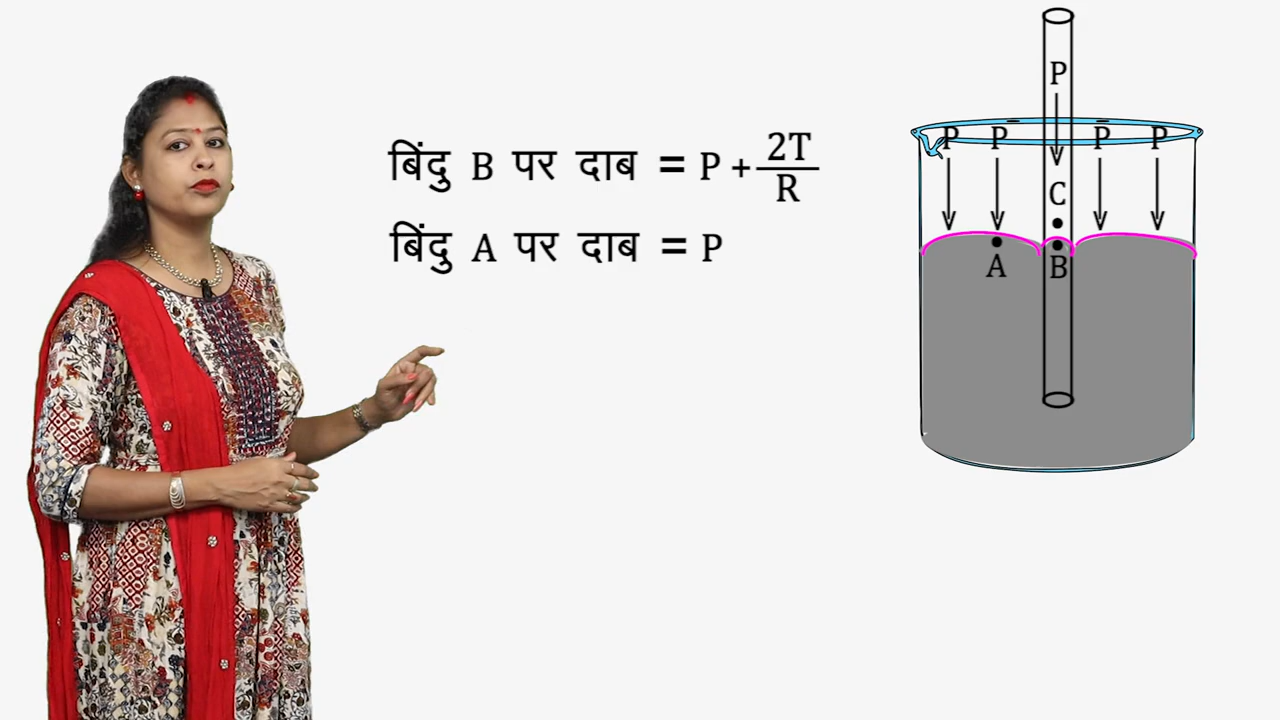 बिंदु B पर दाब = P + 2T/R
बिंदु A पर दाब = P
P
P P P P
C
A B